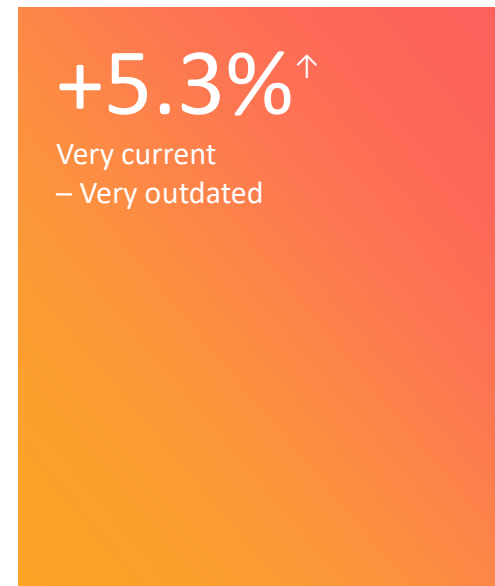 +5.3%↑
Very current
– Very outdated